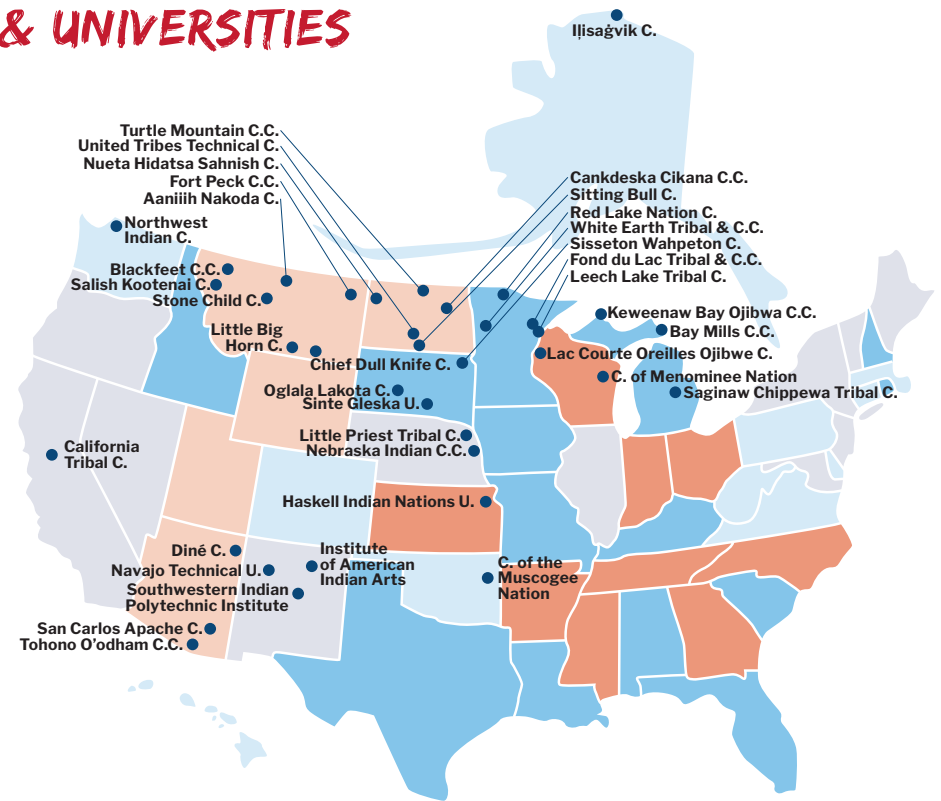 & UNIVERSITIES
Iḷisaġvik C.
Turtle Mountain C.C.
United Tribes Technical C.
Nueta Hidatsa Sahnish C.
Fort Peck C.C.
Aaniiih Nakoda C.
Cankdeska Cikana C.C.
Sitting Bull C.
Red Lake Nation C.
White Earth Tribal & C.C.
Sisseton Wahpeton C.
Fond du Lac Tribal & C.C.
Leech Lake Tribal C.
Northwest
Indian C.
Blackfeet C.C.
Salish Kootenai C.
Stone Child C.
Little Big
Horn C.
Chief Dull Knife C.
Keweenaw Bay Ojibwa C.C.
Bay Mills C.C.
Lac Courte Oreilles Ojibwe C.
C. of Menominee Nation
Saginaw Chippewa Tribal C.
Oglala Lakota C.
Sinte Gleska U.
Little Priest Tribal C.
Nebraska Indian C.C.
California
Tribal C.
Haskell Indian Nations U.
Diné C.
Navajo Technical U.
Southwestern Indian
Polytechnic Institute
Institute
of American
Indian Arts
C. of the
Muscogee
Nation
San Carlos Apache C.
Tohono O'odham C.C.